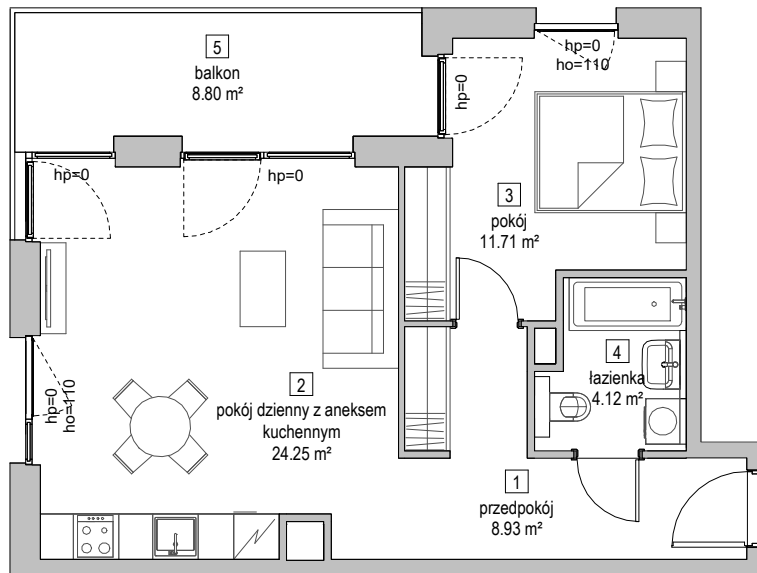 5
balkon
8.80 m²
hp=0
ho=110
hp=0
hp=0
hp=0
3
pokój
11.71 m²
4
łazienka
4.12 m²
2
pokój dzienny z aneksem
kuchennym
24.25 m²
hp=0
ho=110
1
przedpokój
8.93 m²